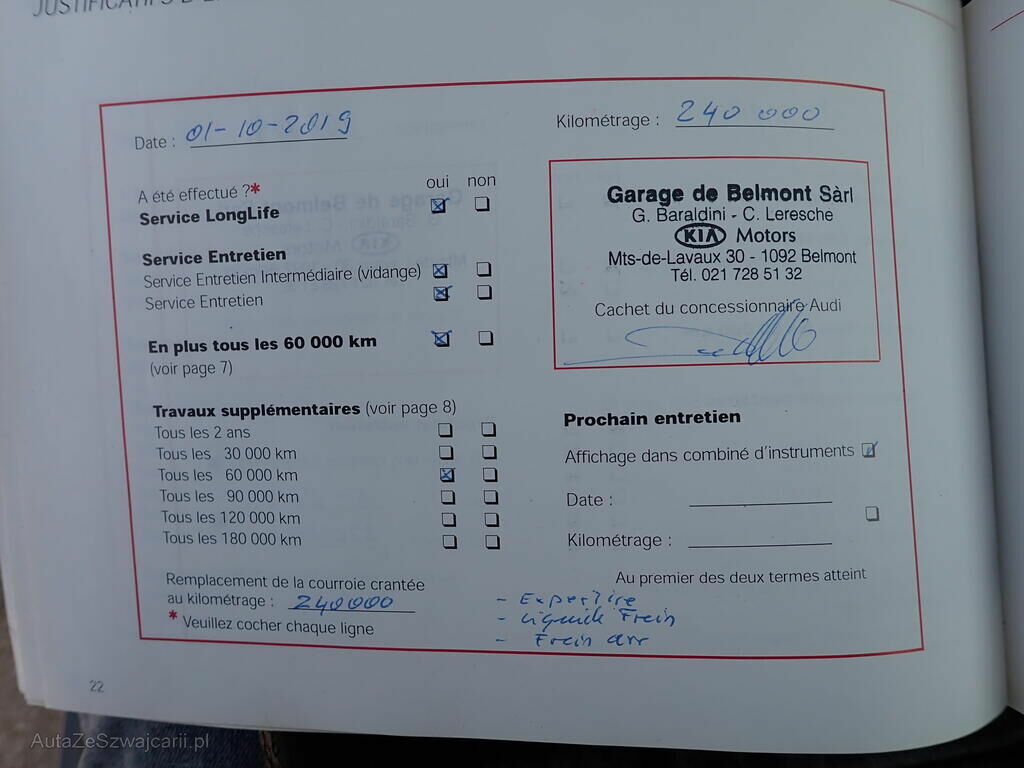 Date : 01-10-2019
Kilométrage : 240 000
A été effectué ?* oui non
Service LongLife
Service Entretien
Service Entretien Intermédiaire (vidange)
Service Entretien
En plus tous les 60 000 km
(voir page 7)
Garage de Belmont Sàrl
G. Baraldini - C. Leresche
KIA Motors
Mts-de-Lavaux 30 - 1092 Belmont
Tél. 021 728 51 32
Cachet du concessionnaire Audi
Travaux supplémentaires (voir page 8)
Tous les 2 ans
Tous les 30 000 km
Tous les 60 000 km
Tous les 90 000 km
Tous les 120 000 km
Tous les 180 000 km
Prochain entretien
Affichage dans combiné d'instruments
Date :
Kilométrage :
Au premier des deux termes atteint
Remplacement de la courroie crantée
au kilométrage : 240000
* Veuillez cocher chaque ligne
- Expertise
- Liquide Frein
- Frein arr
22
AutaZeSzwajcarii.pl